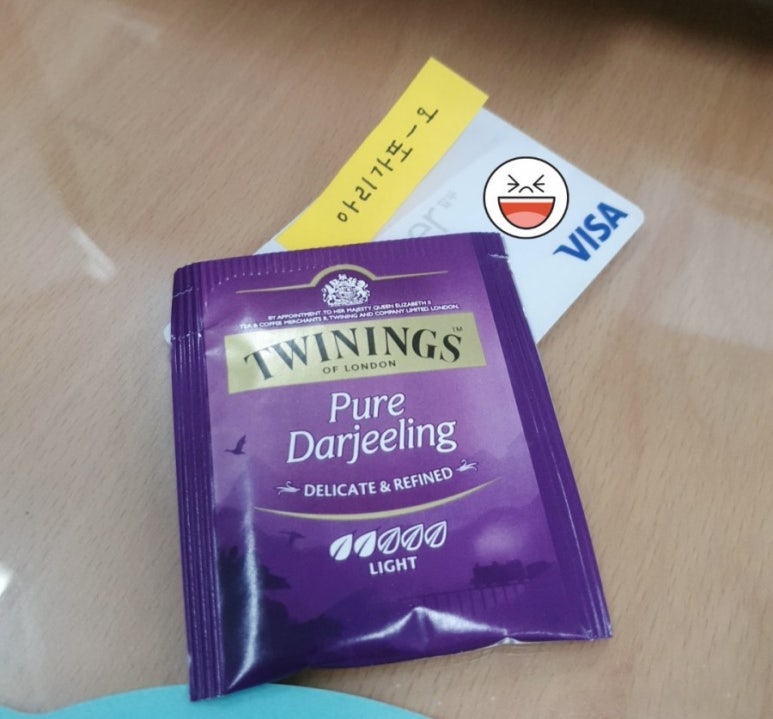 아리가또-오
VISA
BY APPOINTMENT TO HER MAJESTY QUEEN ELIZABETH II
TEA & COFFEE MERCHANTS R. TWINING AND COMPANY LIMITED, LONDON.
TWININGS™
OF LONDON
Pure
Darjeeling
DELICATE & REFINED
LIGHT